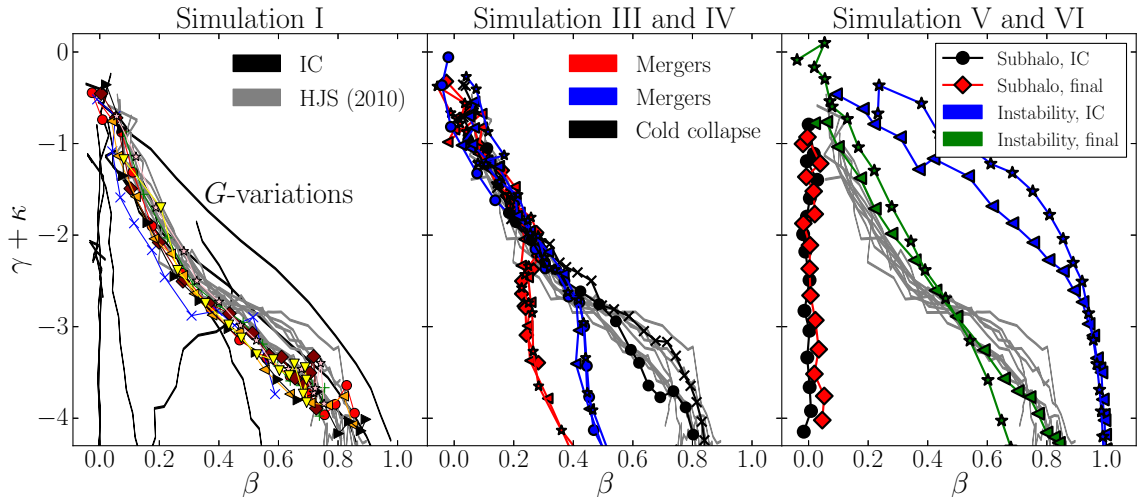 Simulation I
Simulation III and IV
Simulation V and VI
IC
HJS (2010)
G-variations
Mergers
Mergers
Cold collapse
Subhalo, IC
Subhalo, final
Instability, IC
Instability, final
γ + κ
0
−1
−2
−3
−4
0.0 0.2 0.4 0.6 0.8 1.0
0.0 0.2 0.4 0.6 0.8 1.0
0.0 0.2 0.4 0.6 0.8 1.0
β
β
β